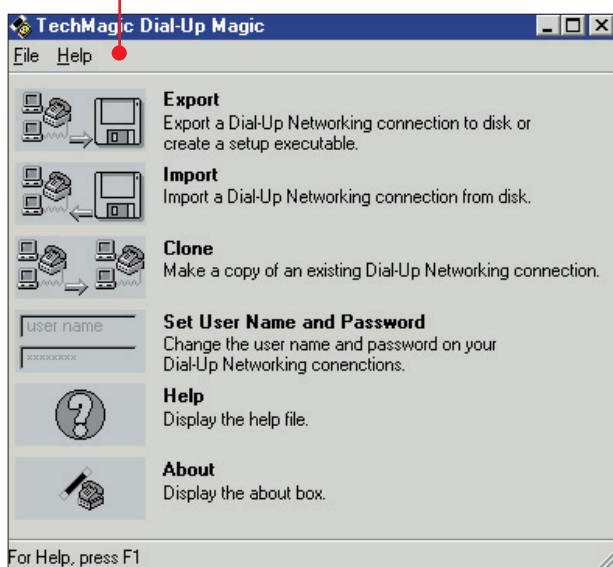 TechMagic Dial-Up Magic
File Help
Export
Export a Dial-Up Networking connection to disk or
create a setup executable.
Import
Import a Dial-Up Networking connection from disk.
Clone
Make a copy of an existing Dial-Up Networking connection.
user name
xxxxxxxx
Set User Name and Password
Change the user name and password on your
Dial-Up Networking conenctions.
Help
Display the help file.
About
Display the about box.
For Help, press F1